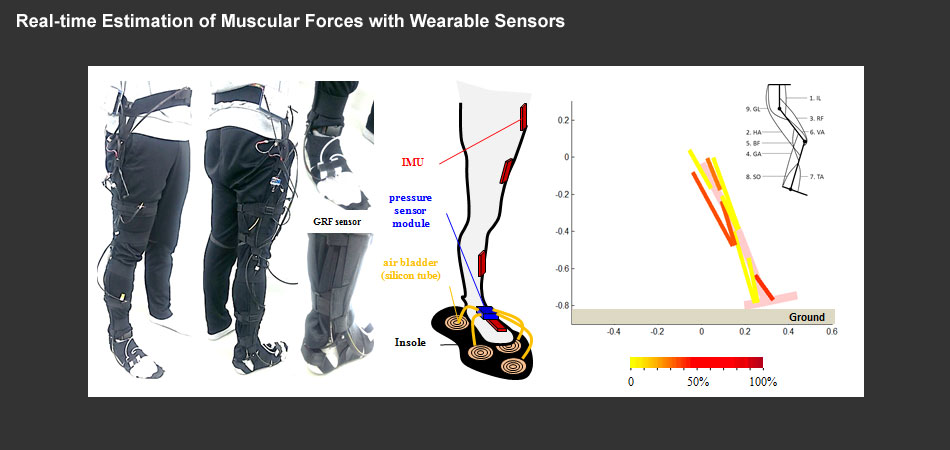 Real-time Estimation of Muscular Forces with Wearable Sensors
GRF sensor
IMU
pressure
sensor
module
air bladder
(silicon tube)
Insole
0.2
0
-0.2
-0.4
-0.6
-0.8
-0.4
-0.2
0
0.2
0.4
0.6
Ground
9. GL
1. IL
3. RF
2. HA
6. VA
5. BF
4. GA
8. SO
7. TA
0
50%
100%